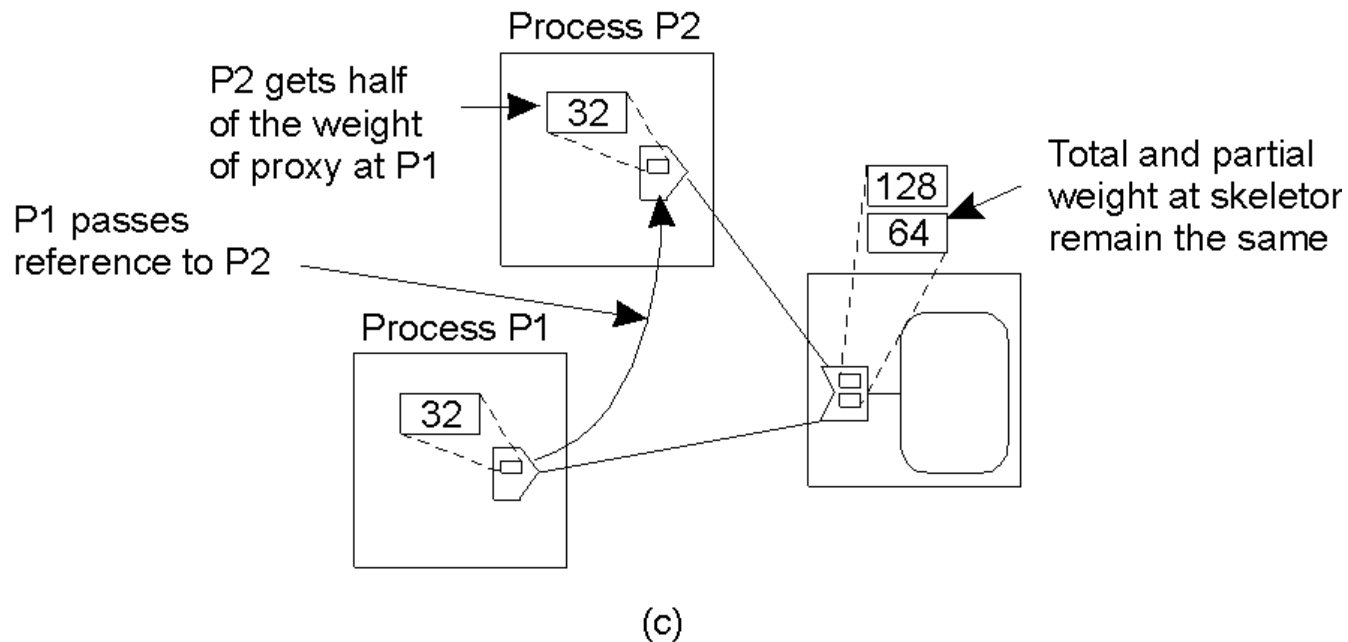 Process P2
P2 gets half
of the weight
of proxy at P1
32
128
64
Total and partial
weight at skeletor
remain the same
P1 passes
reference to P2
Process P1
32
(c)